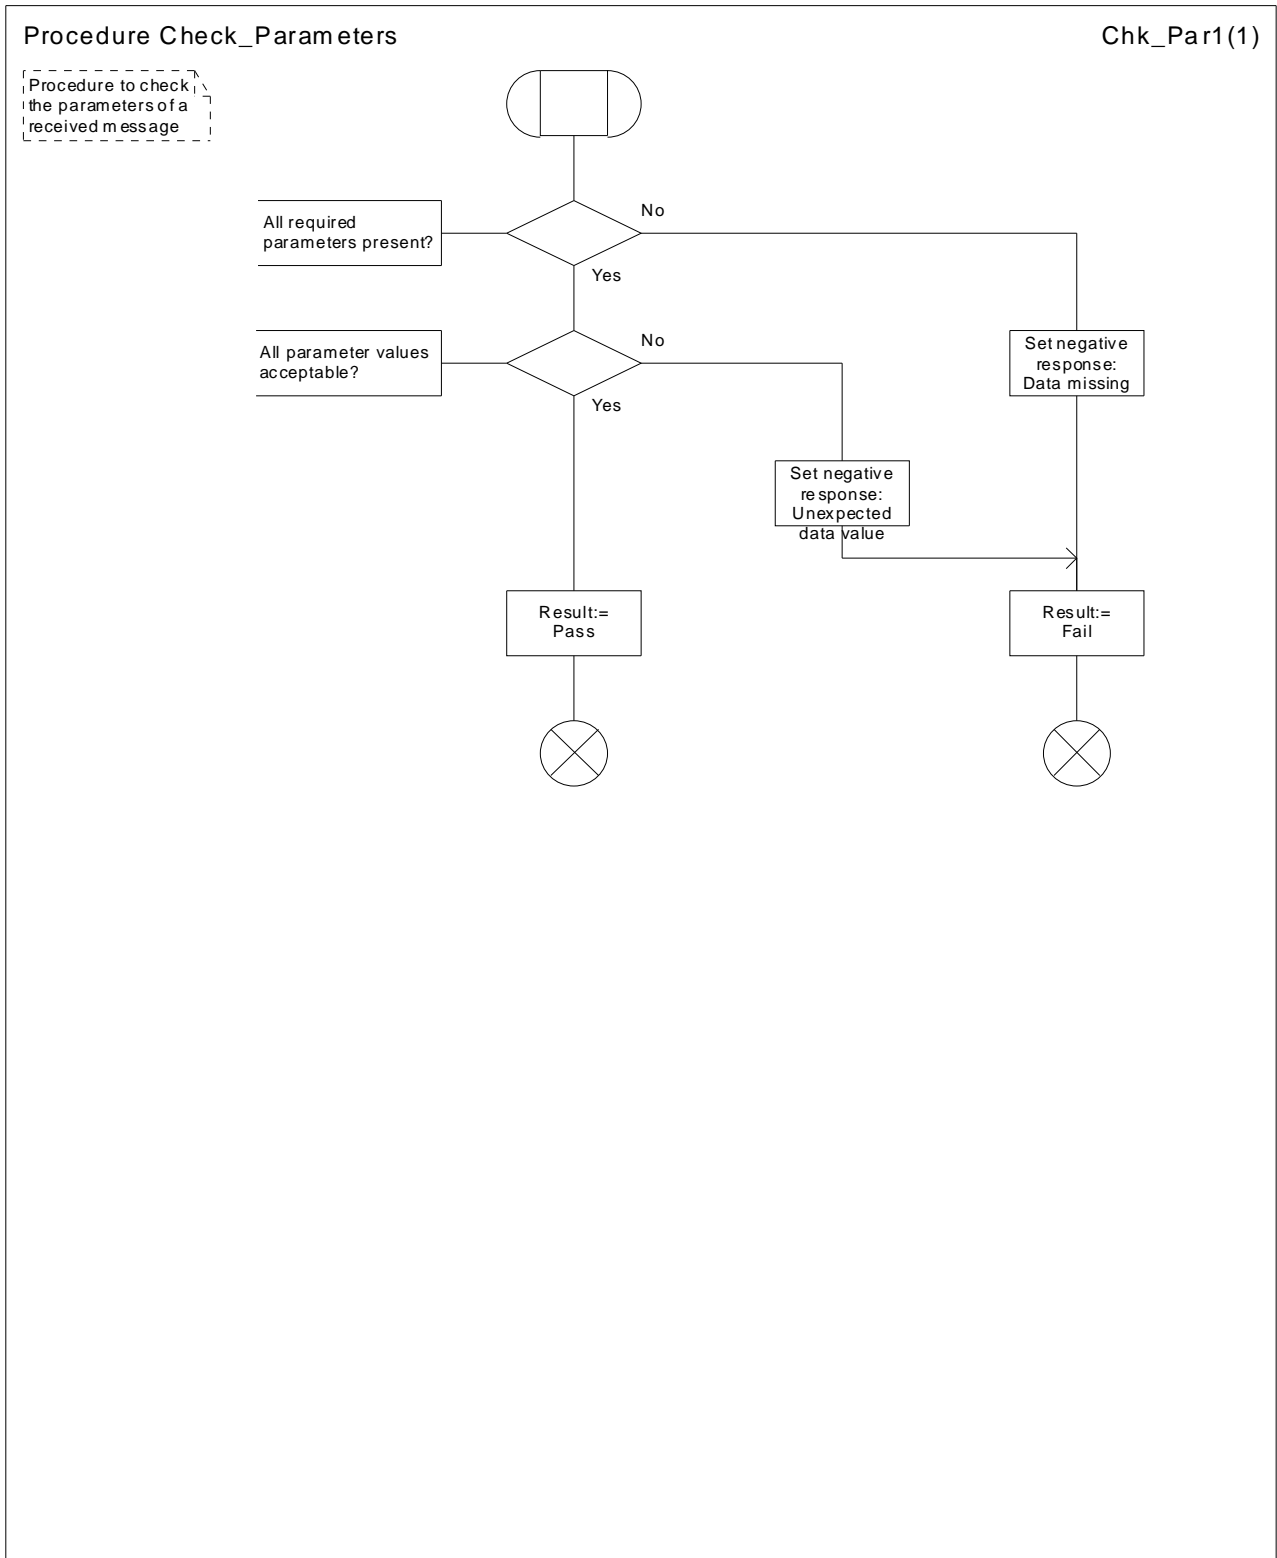 Procedure Check_Parameters
Chk_Par1(1)
Procedure to check
the parameters of a
received message
All required
parameters present?
No
Yes
All parameter values
acceptable?
No
Yes
Set negative
response:
Data missing
Set negative
response:
Unexpected
data value
Result:=
Pass
Result:=
Fail